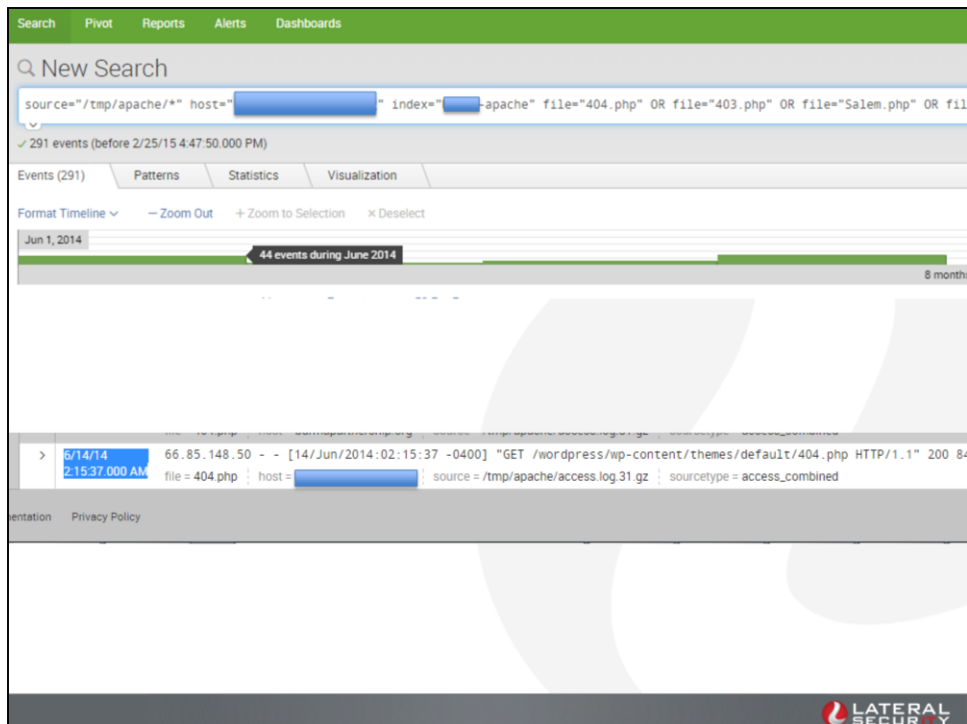 Search Pivot Reports Alerts Dashboards
New Search
source="/tmp/apache/*" host=" " index=" -apache" file="404.php" OR file="403.php" OR file="Salem.php" OR fil
291 events (before 2/25/15 4:47:50.000 PM)
Events (291) Patterns Statistics Visualization
Format Timeline — Zoom Out + Zoom to Selection × Deselect
Jun 1, 2014
44 events during June 2014
8 months
sourcetype = access_combined
> 6/14/14 66.85.148.50 - - [14/Jun/2014:02:15:37 -0400] "GET /wordpress/wp-content/themes/default/404.php HTTP/1.1" 200 84
2:15:37.000 AM file = 404.php host = source = /tmp/apache/access.log.31.gz sourcetype = access_combined
entation Privacy Policy
LATERAL
SECURITY